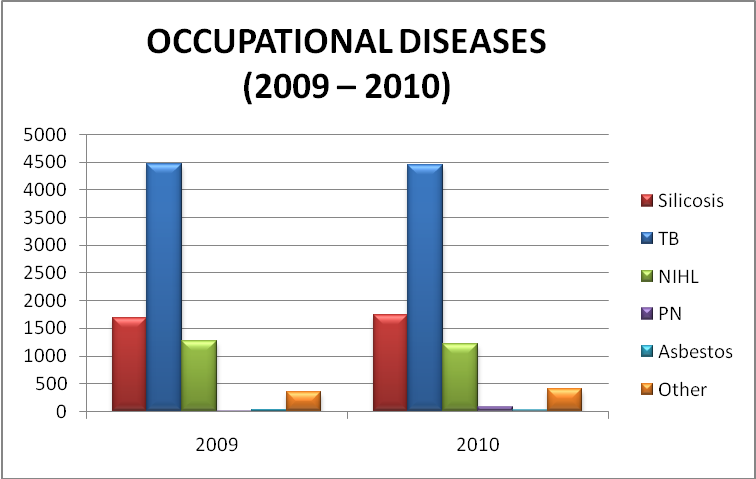 OCCUPATIONAL DISEASES
(2009 – 2010)
5000
4500
4000
3500
3000
2500
2000
1500
1000
500
0
2009
2010
Silicosis
TB
NIHL
PN
Asbestos
Other